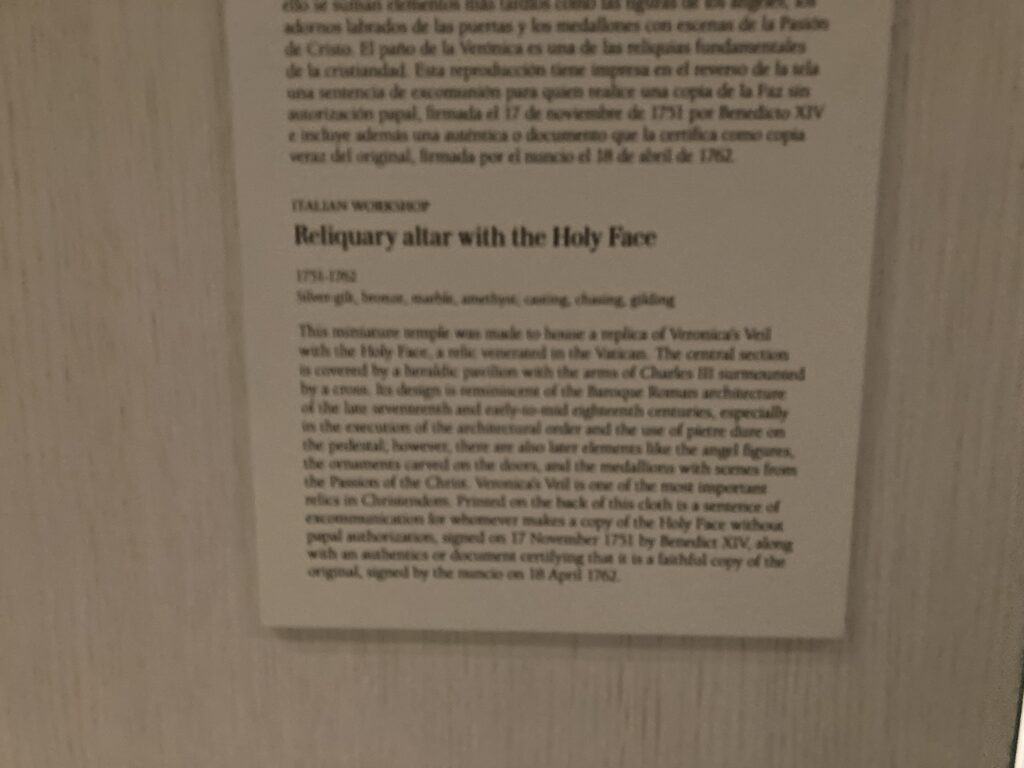 ello se suman elementos más tardíos como las figuras de los ángeles, los
adornos labrados de las puertas y los medallones con escenas de la Pasión
de Cristo. El paño de la Verónica es una de las reliquias fundamentales
de la cristiandad. Esta reproducción tiene impresa en el reverso de la tela
una sentencia de excomunión para quien realice una copia de la Faz sin
autorización papal, firmada el 17 de noviembre de 1751 por Benedicto XIV
e incluye además una auténtica o documento que la certifica como copia
veraz del original, firmada por el nuncio el 18 de abril de 1762.
ITALIAN WORKSHOP
Reliquary altar with the Holy Face
1751-1762
Silver-gilt, bronze, marble, amethyst, casting, chasing, gilding
This miniature temple was made to house a replica of Veronica's Veil
with the Holy Face, a relic venerated in the Vatican. The central section
is covered by a heraldic pavilion with the arms of Charles III surmounted
by a cross. Its design is reminiscent of the Baroque Roman architecture
of the late seventeenth and early-to-mid eighteenth centuries, especially
in the execution of the architectural order and the use of pietre dure on
the pedestal; however, there are also later elements like the angel figures,
the ornaments carved on the doors, and the medallions with scenes from
the Passion of the Christ. Veronica's Veil is one of the most important
relics in Christendom. Printed on the back of this cloth is a sentence of
excommunication for whomever makes a copy of the Holy Face without
papal authorization, signed on 17 November 1751 by Benedict XIV, along
with an authentics or document certifying that it is a faithful copy of the
original, signed by the nuncio on 18 April 1762.